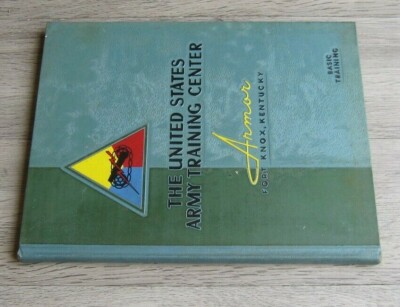 THE UNITED STATES
ARMY TRAINING CENTER
Armor
FORT KNOX, KENTUCKY
BASIC
TRAINING